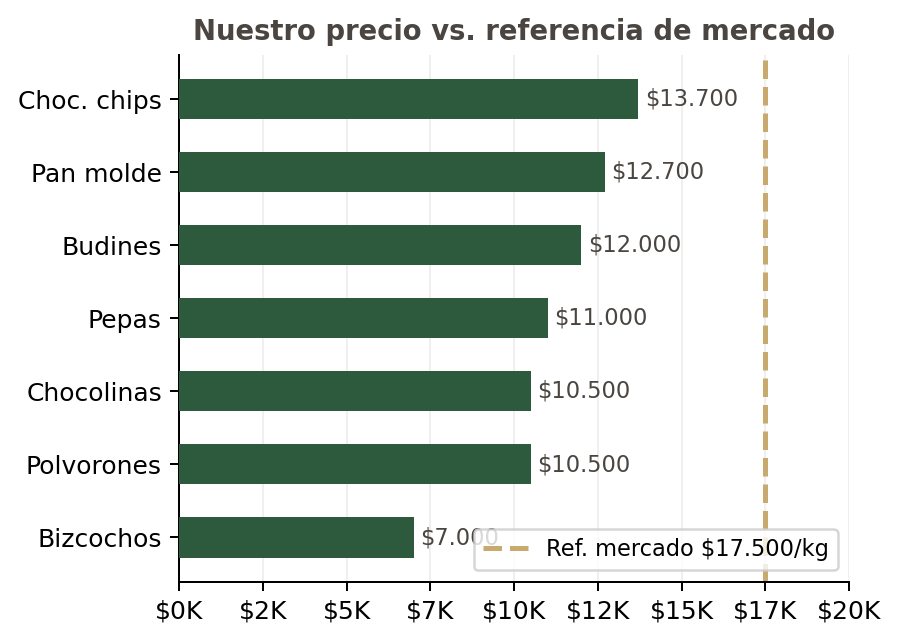 Nuestro precio vs. referencia de mercado
Choc. chips $13.700
Pan molde $12.700
Budines $12.000
Pepas $11.000
Chocolinas $10.500
Polvorones $10.500
Bizcochos $7.000
Ref. mercado $17.500/kg
$0K $2K $5K $7K $10K $12K $15K $17K $20K